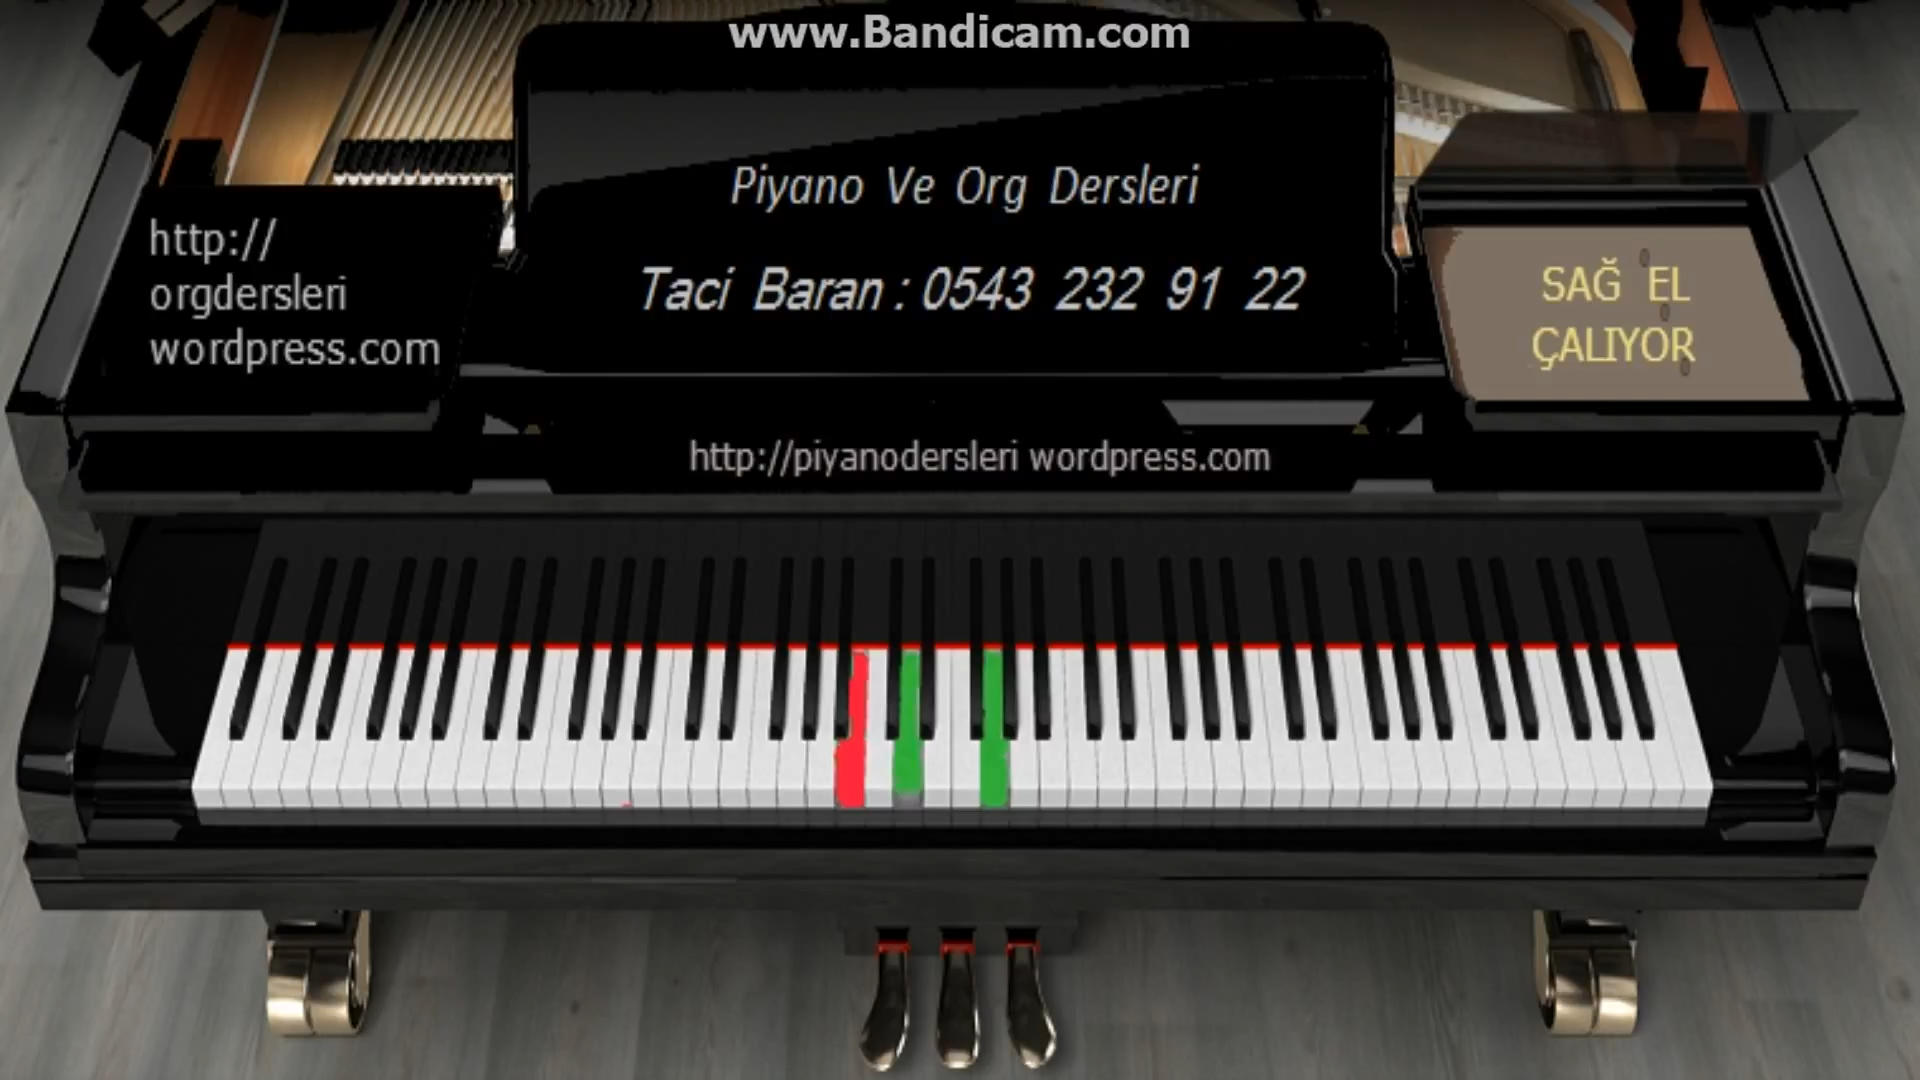 www.Bandicam.com
Piyano Ve Org Dersleri
Taci Baran : 0543 232 91 22
http://
orgdersleri
wordpress.com
SAĞ EL
ÇALIYOR
http://piyanodersleri wordpress.com